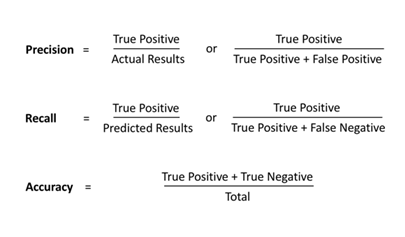 True Positive True Positive
Precision = or
Actual Results True Positive + False Positive
True Positive True Positive
Recall = or
Predicted Results True Positive + False Negative
True Positive + True Negative
Accuracy =
Total